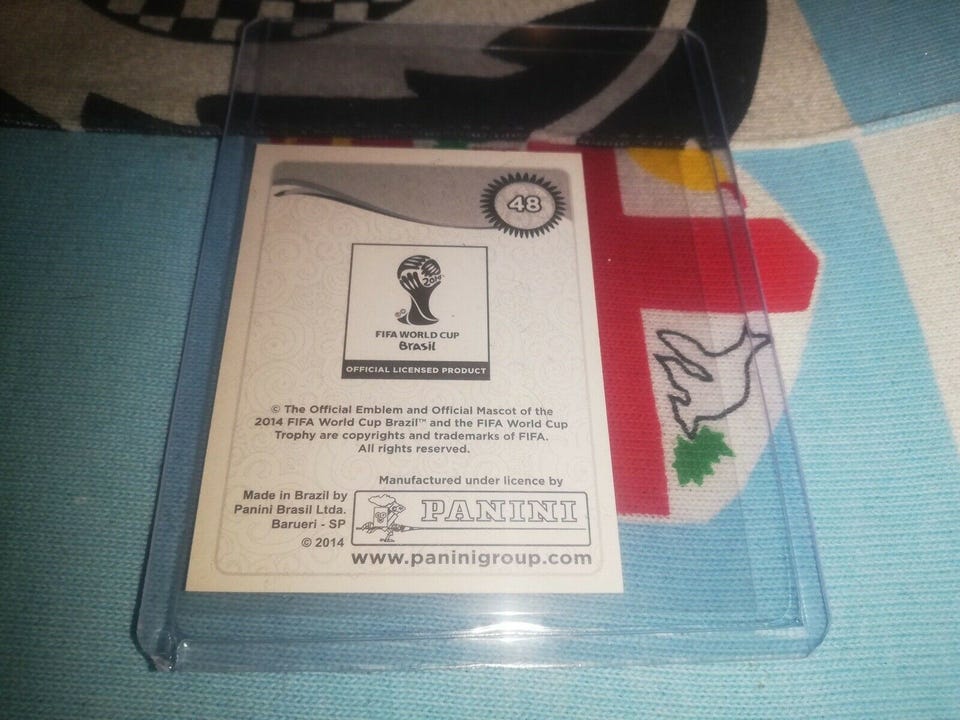 48
2014
FIFA WORLD CUP
Brasil
OFFICIAL LICENSED PRODUCT
© The Official Emblem and Official Mascot of the
2014 FIFA World Cup Brazil™ and the FIFA World Cup
Trophy are copyrights and trademarks of FIFA.
All rights reserved.
Manufactured under licence by
Made in Brazil by
Panini Brasil Ltda.
Barueri - SP
© 2014
PANINI
www.paninigroup.com